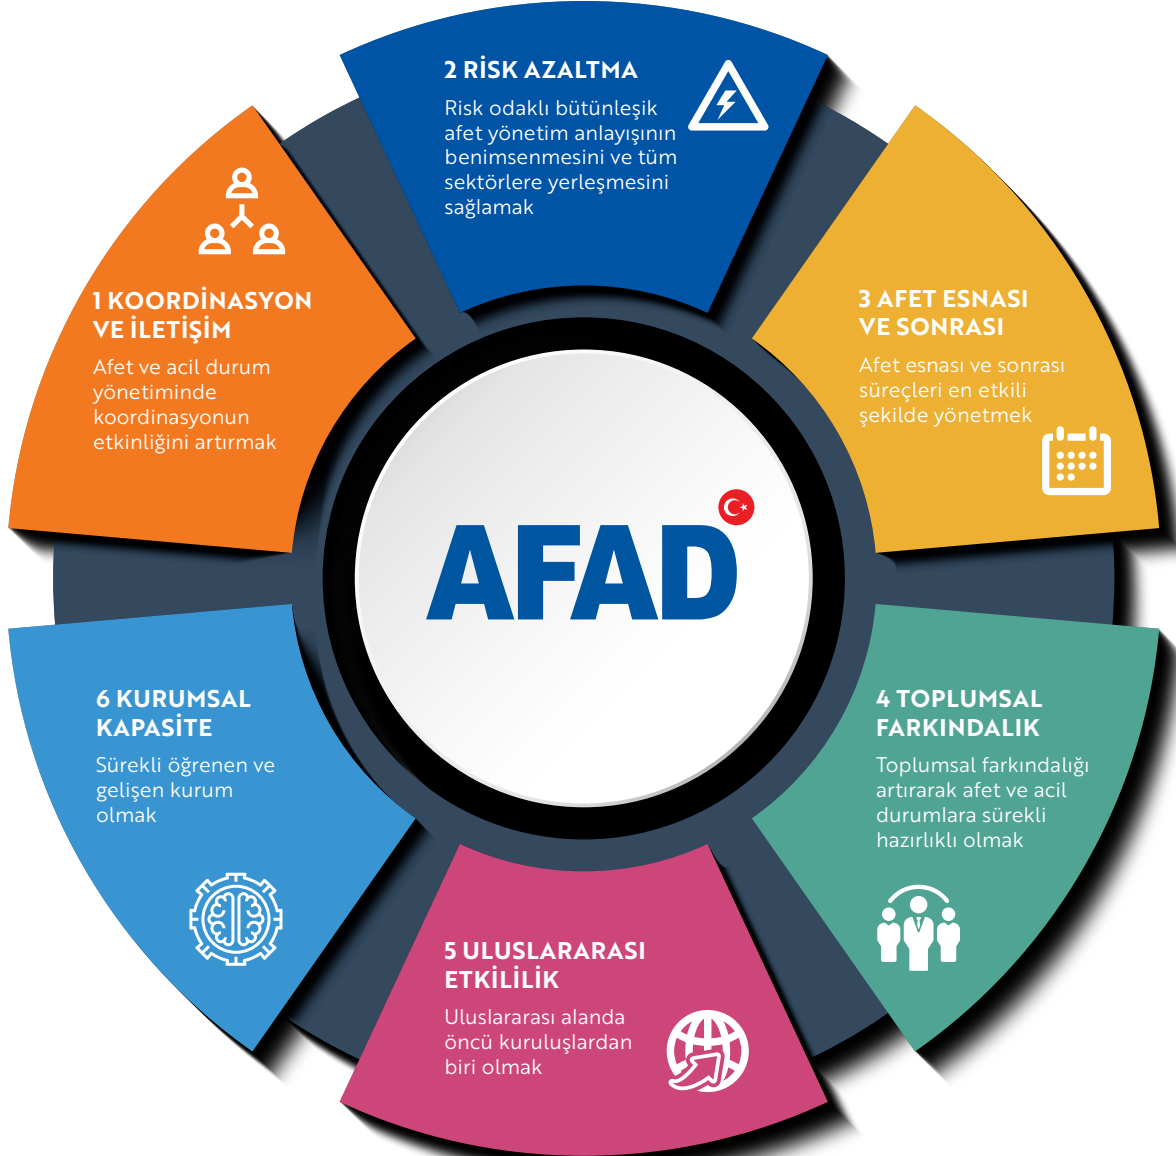 1 KOORDİNASYON
VE İLETİŞİM
Afet ve acil durum
yönetiminde
koordinasyonun
etkinliğini artırmak
2 RİSK AZALTMA
Risk odaklı bütünleşik
afet yönetim anlayışının
benimsenmesini ve tüm
sektörlere yerleşmesini
sağlamak
3 AFET ESNASI
VE SONRASI
Afet esnası ve sonrası
süreçleri en etkili
şekilde yönetmek
4 TOPLUMSAL
FARKINDALIK
Toplumsal farkındalığı
artırarak afet ve acil
durumlara sürekli
hazırlıklı olmak
5 ULUSLARARASI
ETKİLİLİK
Uluslararası alanda
öncü kuruluşlardan
biri olmak
6 KURUMSAL
KAPASİTE
Sürekli öğrenen ve
gelişen kurum
olmak
AFAD